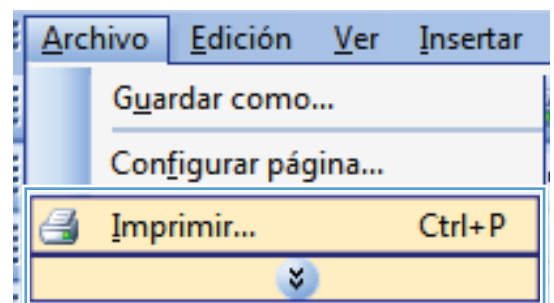 Archivo Edición Ver Insertar
Guardar como...
Configurar página...
Imprimir... Ctrl+P